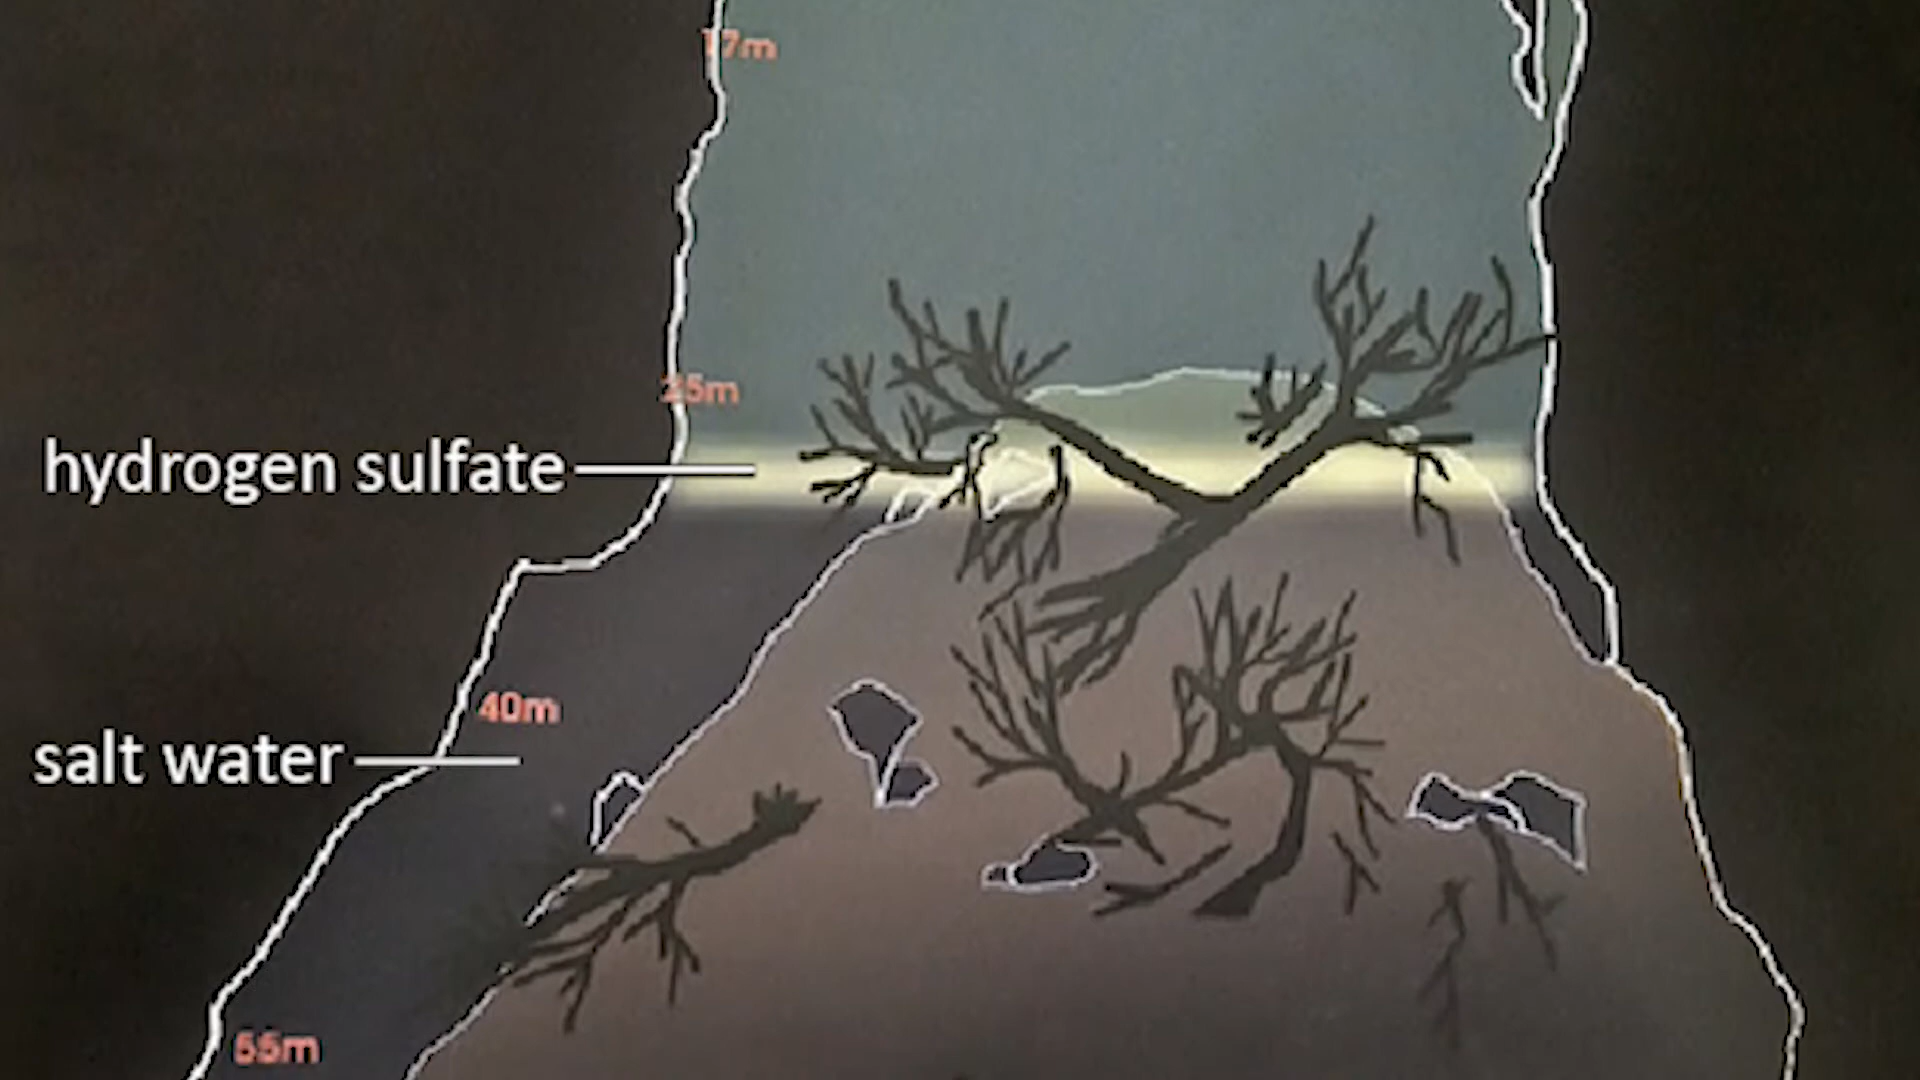 17m
25m
hydrogen sulfate
40m
salt water
55m